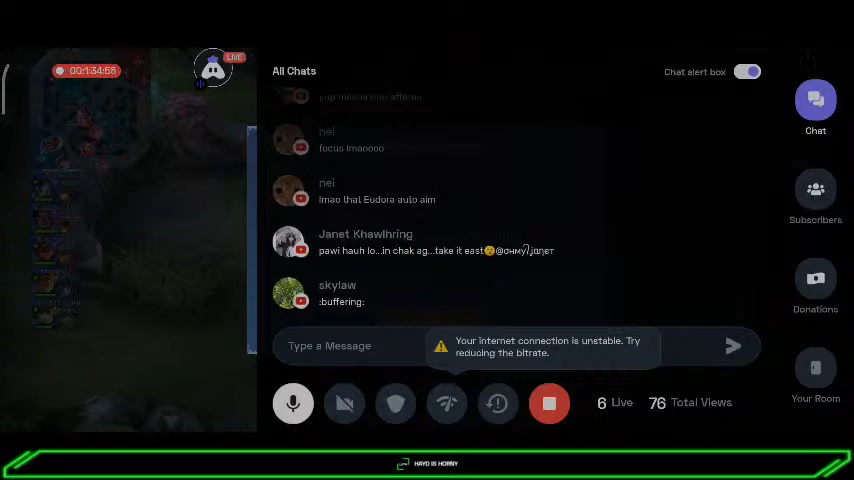 00:1:34:55
LIVE
All Chats
Chat alert box
nei
focus lmaoooo
nei
lmao that Eudora auto aim
Janet Khawlhring
pawi hauh lo...in chak ag...take it east😗@σнму
skylaw
:buffering:
Type a Message
Your internet connection is unstable. Try
reducing the bitrate.
6 Live 76 Total Views
Chat
Subscribers
Donations
Your Room
HAYD IS HORNY